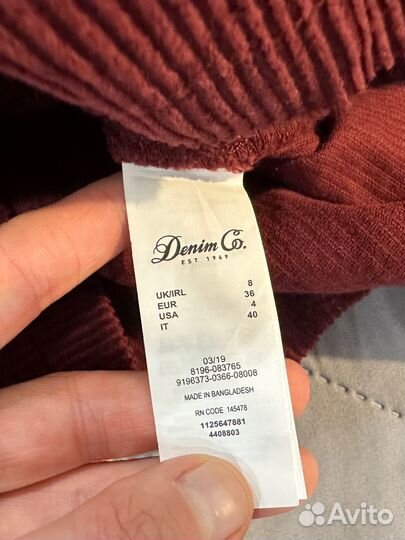 Denim Co.
EST 1969
UK/IRL 8
EUR 36
USA 4
IT 40
03/19
8196-083765
9196373-0366-08008
MADE IN BANGLADESH
RN CODE 145478
1125647881
4408803
Avito